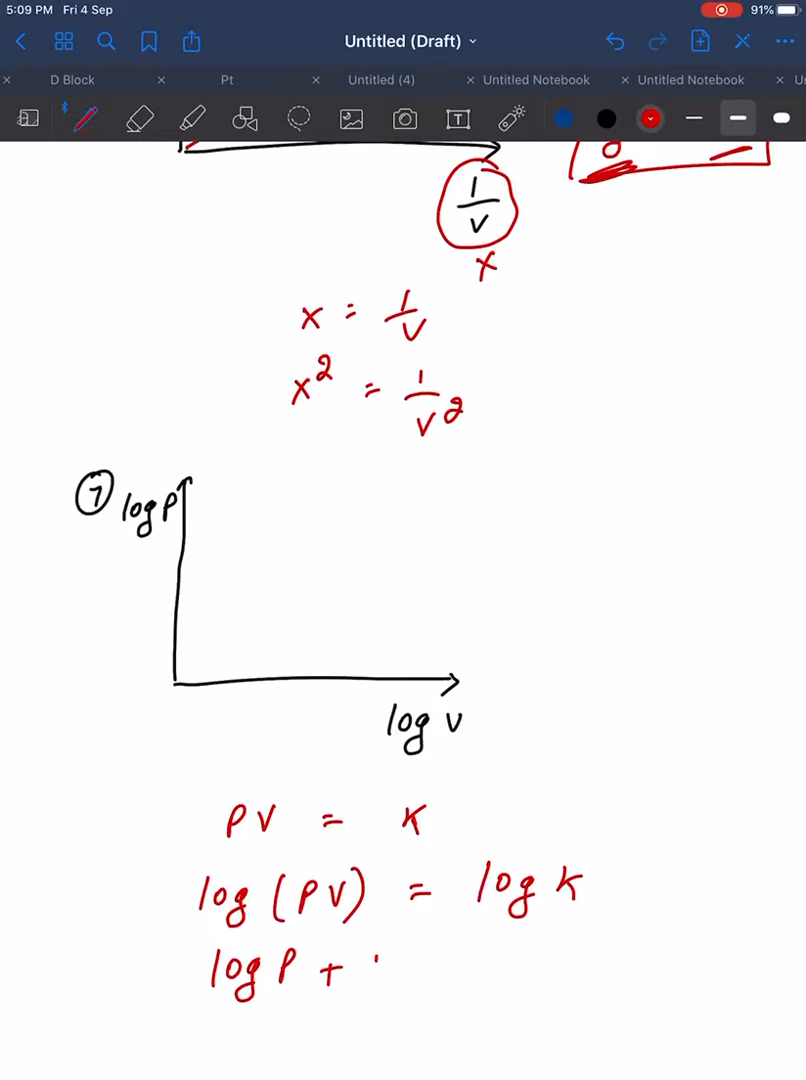 5:09 PM Fri 4 Sep 91%
Untitled (Draft)
D Block Pt Untitled (4) Untitled Notebook Untitled Notebook
T
1/V
x
x = 1/V
x² = 1/V²
⑦ log P
log V
PV = K
log (PV) = log K
log P +